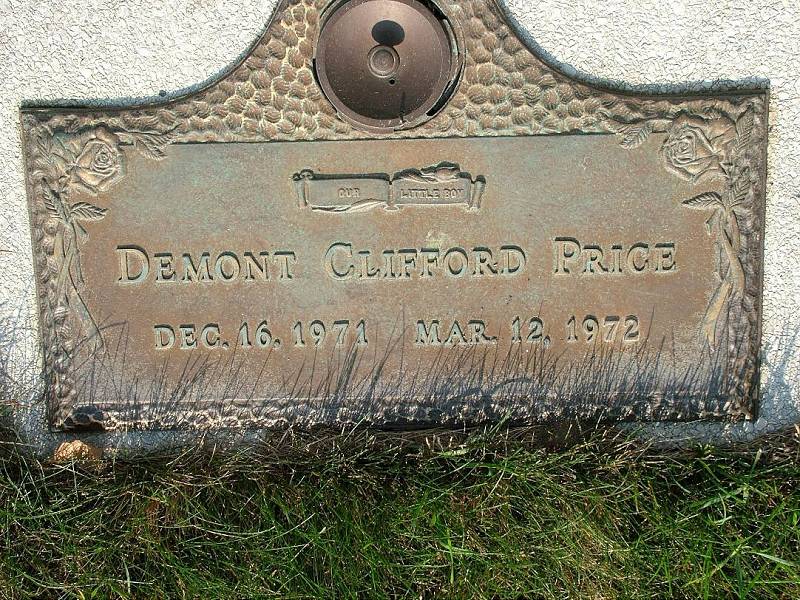 OUR LITTLE BOY
DEMONT CLIFFORD PRICE
DEC. 16. 1971 MAR. 12, 1972